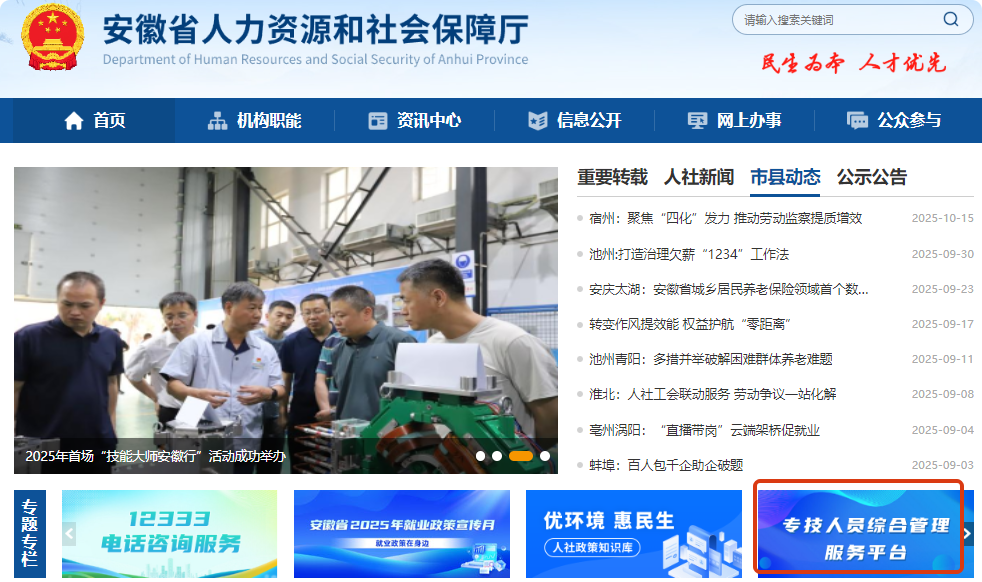 安徽省人力资源和社会保障厅
Department of Human Resources and Social Security of Anhui Province
请输入搜索关键词
民生为本 人才优先
首页 机构职能 资讯中心 信息公开 网上办事 公众参与
重要转载 人社新闻 市县动态 公示公告
宿州：聚焦“四化”发力 推动劳动监察提质增效 2025-10-15
池州:打造治理欠薪“1234”工作法 2025-09-30
安庆太湖：安徽省城乡居民养老保险领域首个数... 2025-09-23
转变作风提效能 权益护航“零距离” 2025-09-17
池州青阳：多措并举破解困难群体养老难题 2025-09-11
淮北：人社工会联动服务 劳动争议一站化解 2025-09-08
亳州涡阳：“直播带岗”云端架桥促就业 2025-09-04
蚌埠：百人包千企助企破题 2025-09-03
2025年首场“技能大师安徽行”活动成功举办
专题专栏
12333
电话咨询服务
安徽省2025年就业政策宣传月
就业政策在身边
优环境 惠民生
人社政策知识库
专技人员综合管理
服务平台